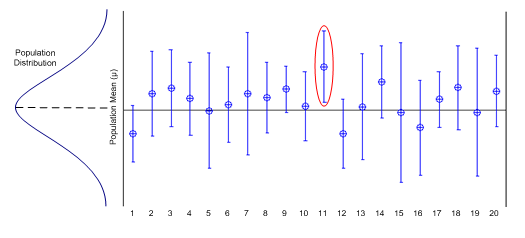 Population
Distribution
Population Mean (μ)
1 2 3 4 5 6 7 8 9 10 11 12 13 14 15 16 17 18 19 20